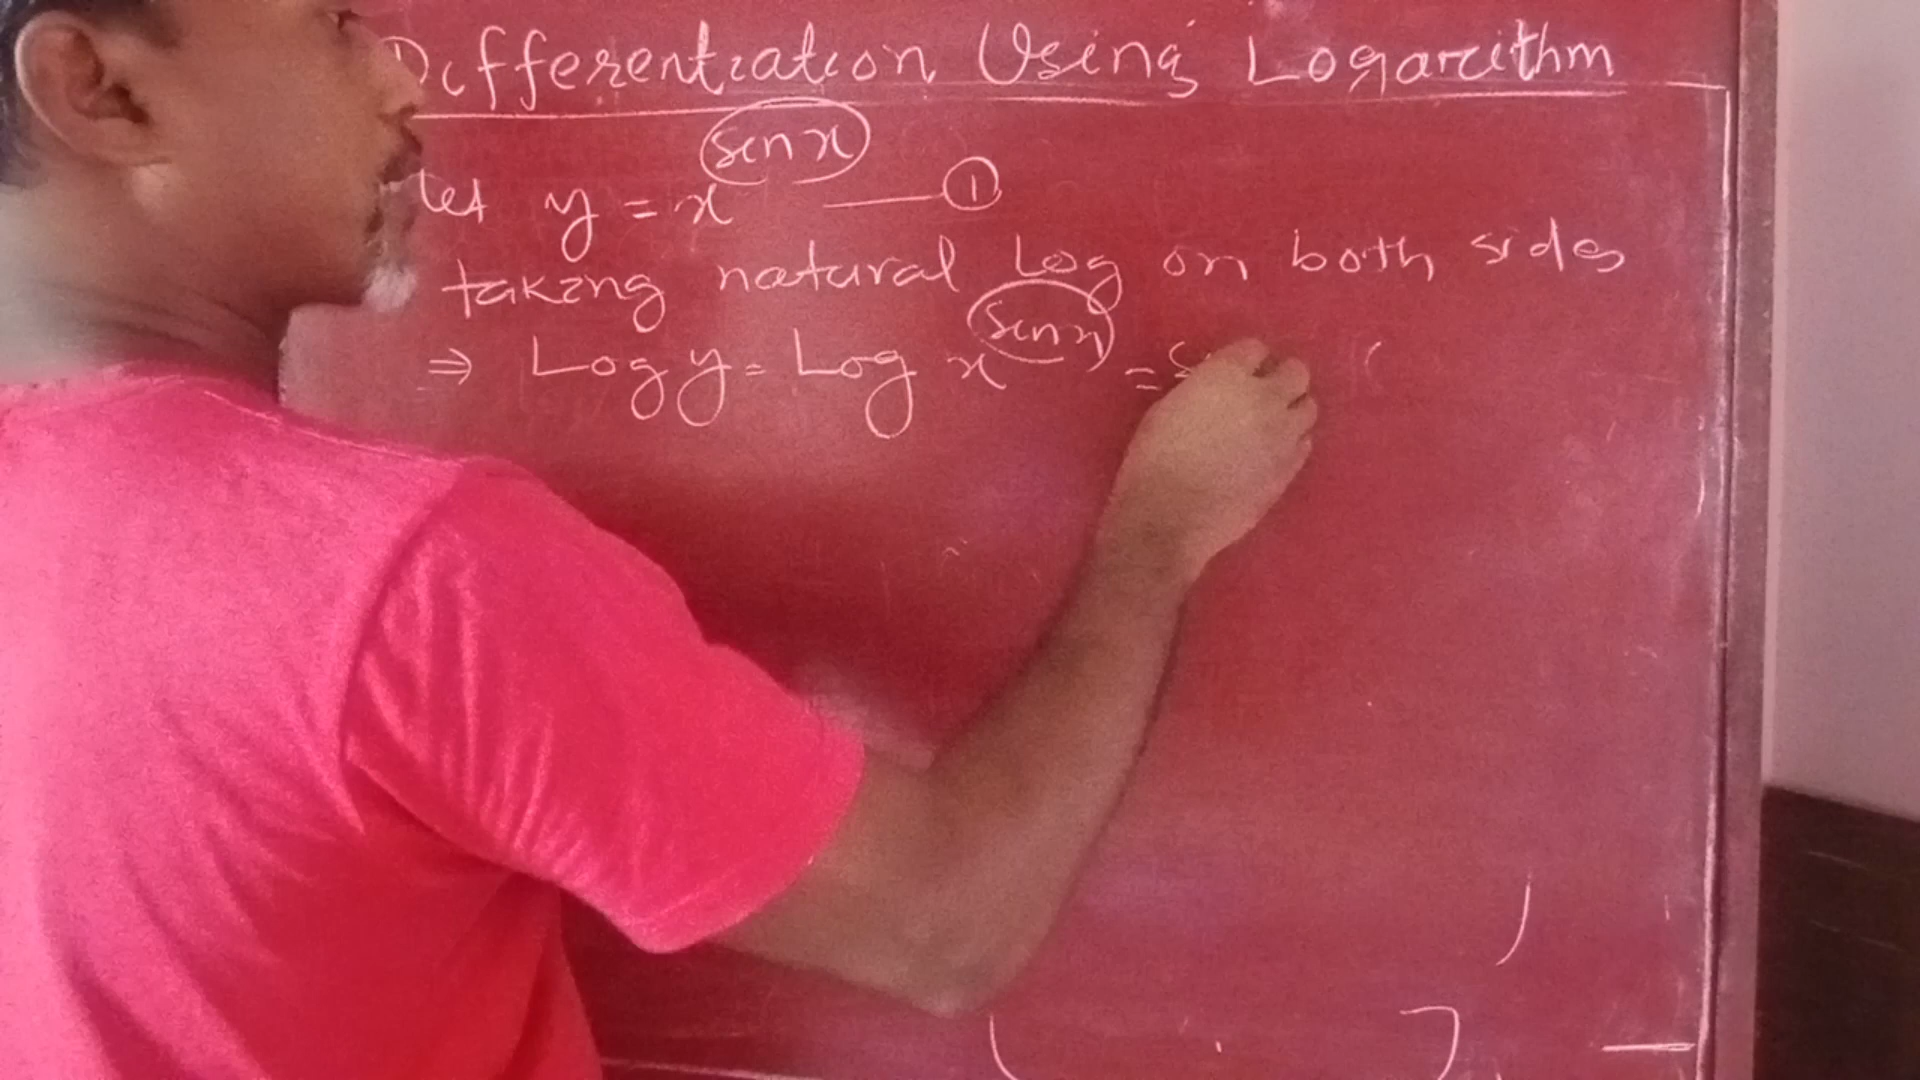 Differentiation Using Logarithm
let y = x^sin x —— ①
taking natural Log on both sides
⇒ Log y = Log x^sin x =